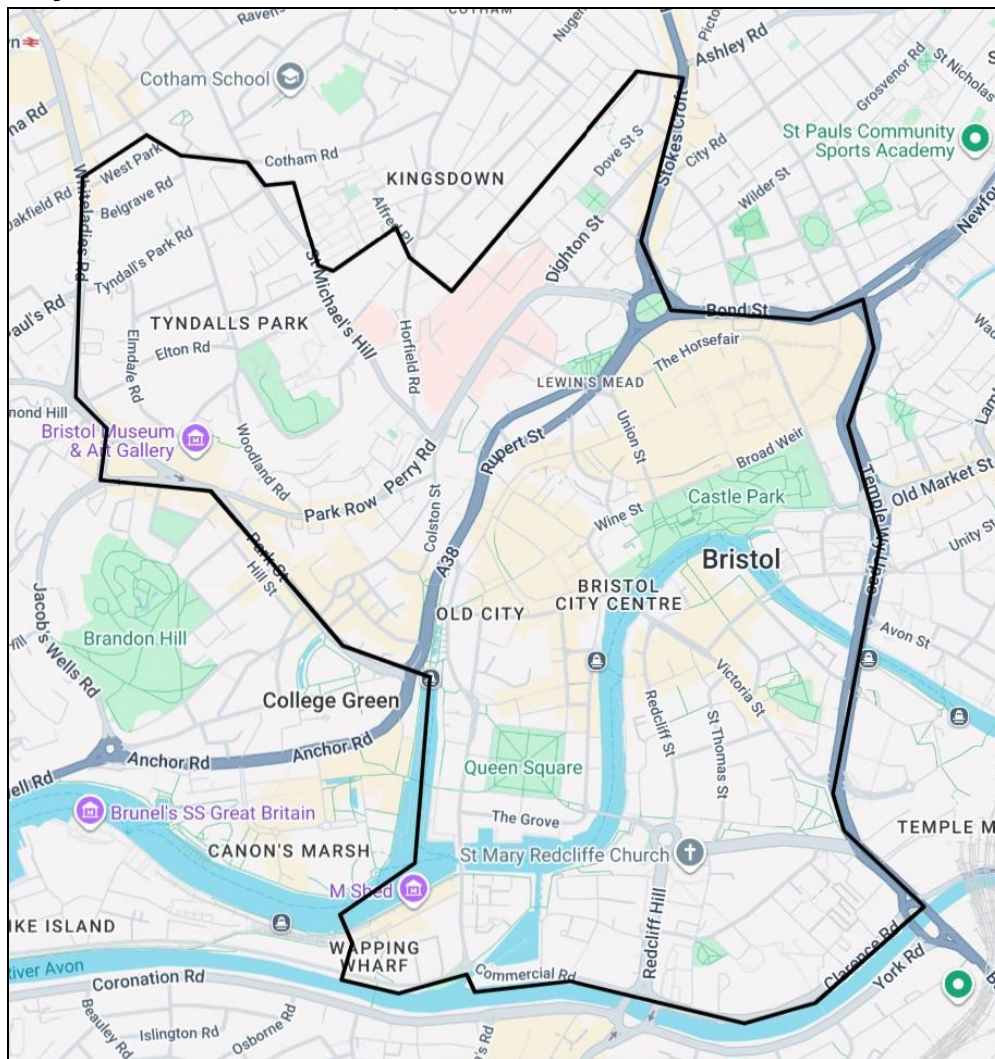 COTHAM
Cotham School
Ashley Rd
Grosvenor Rd
St Nicholas
St Pauls Community
Sports Academy
Stokes Croft
City Rd
Dove St S
Wilder St
West Park
Cotham Rd
KINGSDOWN
Oakfield Rd
Belgrave Rd
Whiteladies Rd
Tyndall's Park Rd
Alfred Pl
Dighton St
St Michael's Hill
Bond St
TYNDALLS PARK
Elton Rd
Elmdale Rd
Horfield Rd
The Horsefair
LEWIN'S MEAD
Bristol Museum
& Art Gallery
Woodland Rd
Perry Rd
Rupert St
Union St
Broad Weir
Park Row
Colston St
Wine St
Castle Park
Old Market St
Temple Way Upas
Unity St
Park St
Hill St
A38
Bristol
BRISTOL
CITY CENTRE
OLD CITY
Jacob's Wells Rd
Brandon Hill
Avon St
College Green
Victoria St
Redcliff St
St Thomas St
Anchor Rd
Anchor Rd
Queen Square
Brunel's SS Great Britain
The Grove
CANON'S MARSH
St Mary Redcliffe Church
TEMPLE M
M Shed
Redcliff Hill
IKE ISLAND
WAPPING
WHARF
River Avon
Coronation Rd
Commercial Rd
Clarence Rd
York Rd
Beauley Rd
Islington Rd
Osborne Rd